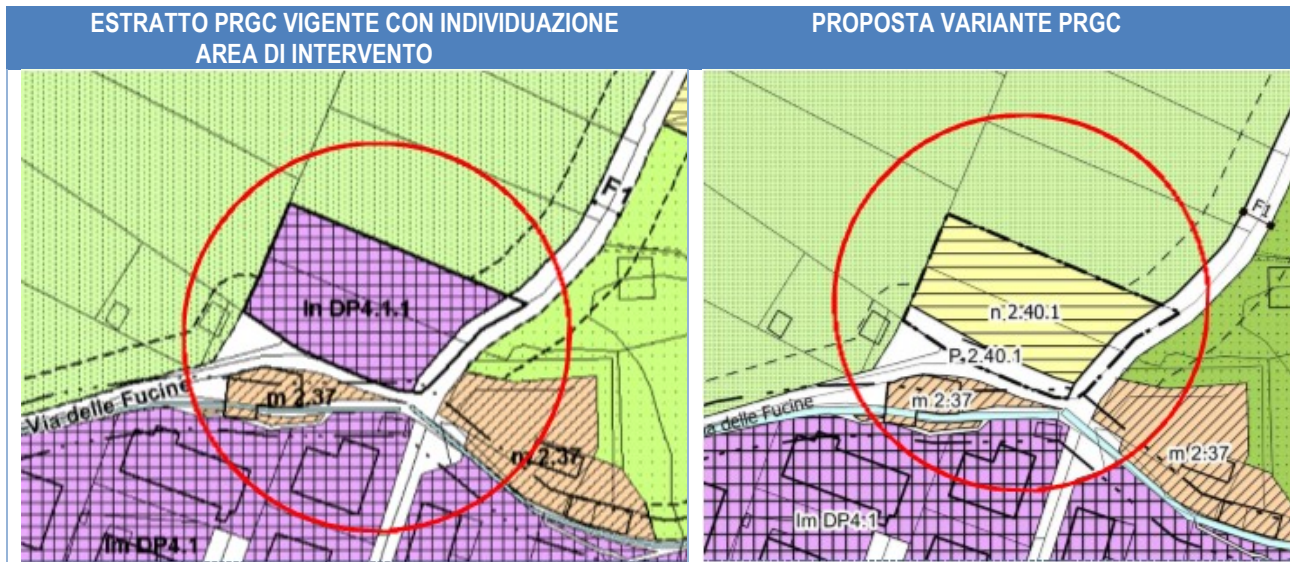 ESTRATTO PRGC VIGENTE CON INDIVIDUAZIONE
AREA DI INTERVENTO
PROPOSTA VARIANTE PRGC
F1
In DP4.1.1
Via delle Fucine
m 2.37
m 2.37
Im DP4.1
F1
n 2.40.1
P 2.40.1
a delle Fucine
m 2.37
m 2.37
Im DP4.1